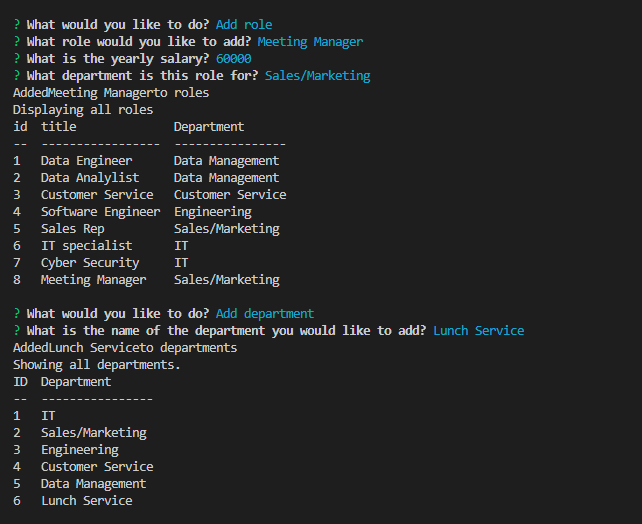 ? What would you like to do? Add role
? What role would you like to add? Meeting Manager
? What is the yearly salary? 60000
? What department is this role for? Sales/Marketing
AddedMeeting Managerto roles
Displaying all roles
id  title              Department
--  -----------------  ----------------
1   Data Engineer      Data Management
2   Data Analylist     Data Management
3   Customer Service   Customer Service
4   Software Engineer  Engineering
5   Sales Rep          Sales/Marketing
6   IT specialist      IT
7   Cyber Security     IT
8   Meeting Manager    Sales/Marketing
? What would you like to do? Add department
? What is the name of the department you would like to add? Lunch Service
AddedLunch Serviceto departments
Showing all departments.
ID  Department
--  ----------------
1   IT
2   Sales/Marketing
3   Engineering
4   Customer Service
5   Data Management
6   Lunch Service